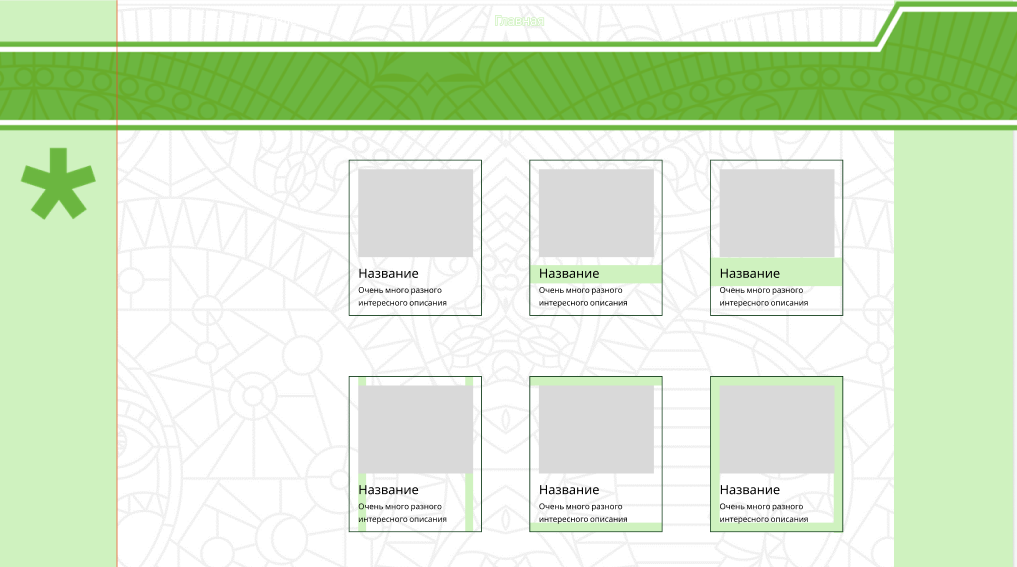 Главная
Название
Очень много разного
интересного описания
Название
Очень много разного
интересного описания
Название
Очень много разного
интересного описания
Название
Очень много разного
интересного описания
Название
Очень много разного
интересного описания
Название
Очень много разного
интересного описания